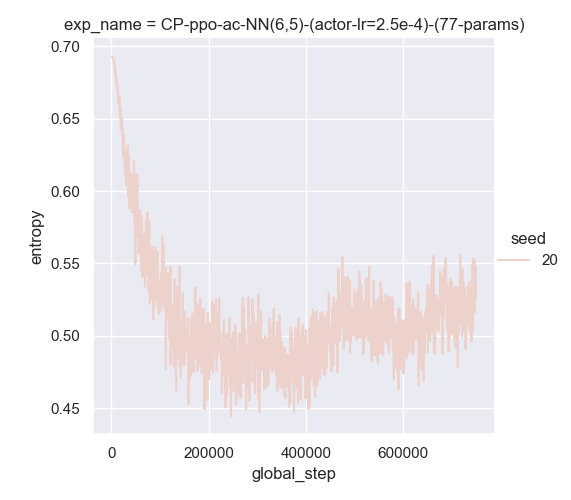 exp_name = CP-ppo-ac-NN(6,5)-(actor-lr=2.5e-4)-(77-params)
0.70
0.65
0.60
0.55
0.50
0.45
entropy
0
200000
400000
600000
global_step
seed
20